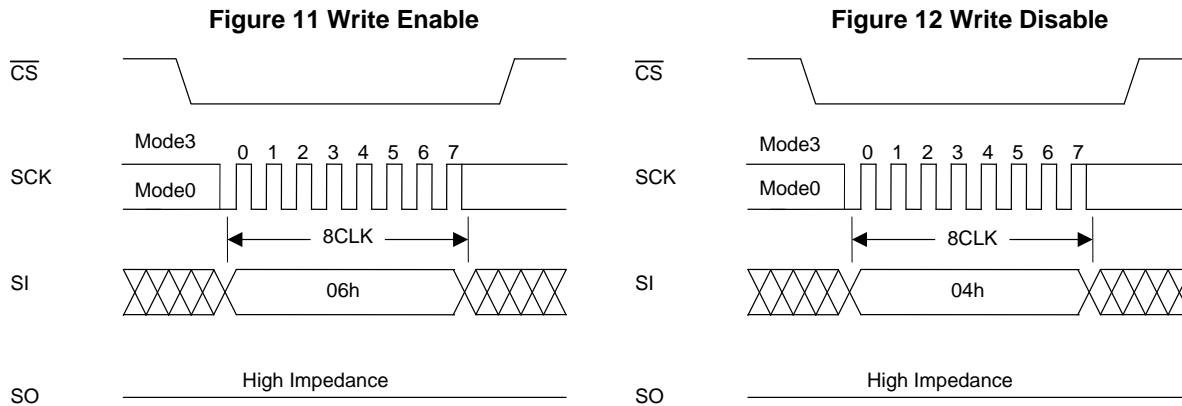 Figure 11 Write Enable
CS
Mode3
0 1 2 3 4 5 6 7
SCK
Mode0
8CLK
SI
06h
High Impedance
SO
Figure 12 Write Disable
CS
Mode3
0 1 2 3 4 5 6 7
SCK
Mode0
8CLK
SI
04h
High Impedance
SO